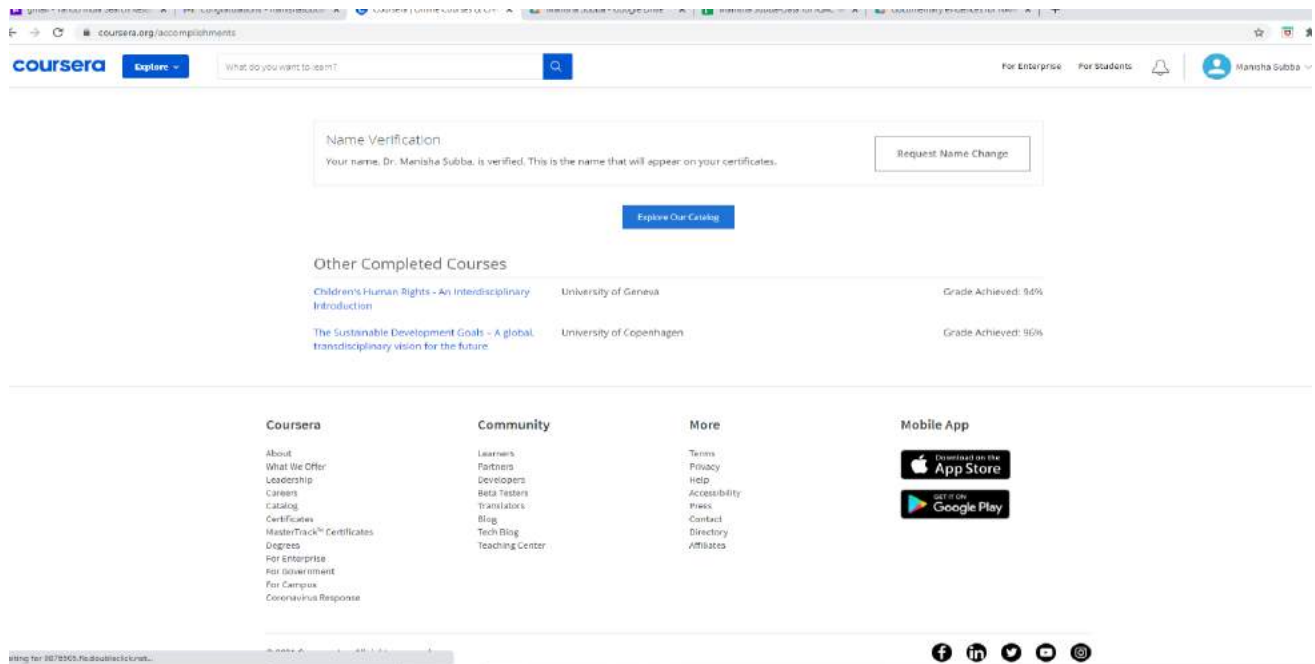 coursera.org/accomplishments
coursera
Explore
What do you want to learn?
For Enterprise
For Students
Manisha Subba
Name Verification
Your name, Dr. Manisha Subba, is verified. This is the name that will appear on your certificates.
Request Name Change
Explore Our Catalog
Other Completed Courses
Children's Human Rights - An Interdisciplinary
Introduction
University of Geneva
Grade Achieved: 94%
The Sustainable Development Goals – A global,
transdisciplinary vision for the future
University of Copenhagen
Grade Achieved: 96%
Coursera
About
What We Offer
Leadership
Careers
Catalog
Certificates
MasterTrack™ Certificates
Degrees
For Enterprise
For Government
For Campus
Coronavirus Response
Community
Learners
Partners
Developers
Beta Testers
Translators
Blog
Tech Blog
Teaching Center
More
Terms
Privacy
Help
Accessibility
Press
Contact
Directory
Affiliates
Mobile App
Download on the
App Store
GET IT ON
Google Play